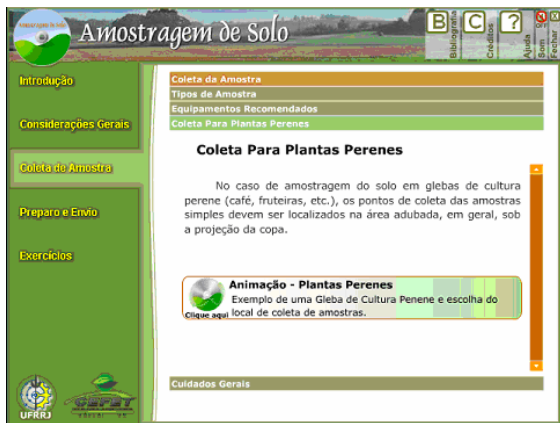 Amostragem de Solo
B
Bibliografia
C
Créditos
?
Ajuda
Som
Fechar
Introdução
Considerações Gerais
Coleta de Amostra
Preparo e Envio
Exercícios
Coleta da Amostra
Tipos de Amostra
Equipamentos Recomendados
Coleta Para Plantas Perenes
Coleta Para Plantas Perenes
No caso de amostragem do solo em glebas de cultura
perene (café, fruteiras, etc.), os pontos de coleta das amostras
simples devem ser localizados na área adubada, em geral, sob
a projeção da copa.
Animação - Plantas Perenes
Exemplo de uma Gleba de Cultura Penene e escolha do
local de coleta de amostras.
Clique aqui
Cuidados Gerais
UFRRJ
CEFET